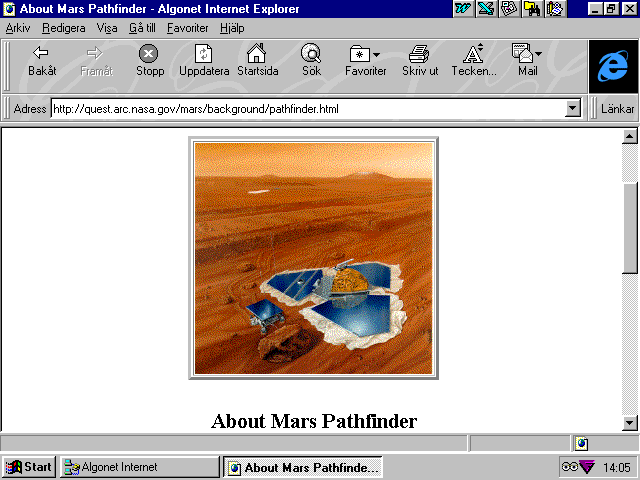 About Mars Pathfinder - Algonet Internet Explorer
Arkiv Redigera Visa Gå till Favoriter Hjälp
Bakåt Framåt Stopp Uppdatera Startsida Sök Favoriter Skriv ut Tecken... Mail
Adress http://quest.arc.nasa.gov/mars/background/pathfinder.html Länkar
About Mars Pathfinder
Start Algonet Internet About Mars Pathfinde... 14:05